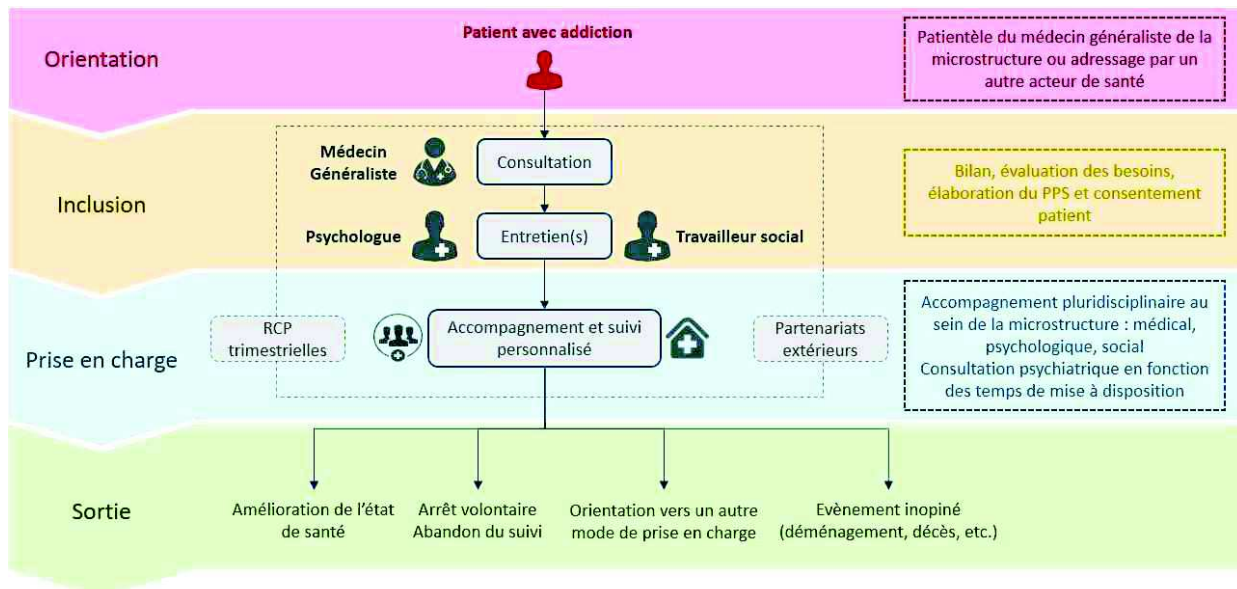 Orientation
Patient avec addiction
Patientèle du médecin généraliste de la
microstructure ou adressage par un
autre acteur de santé
Inclusion
Médecin
Généraliste
Consultation
Psychologue
Entretien(s)
Travailleur social
Bilan, évaluation des besoins,
élaboration du PPS et consentement
patient
Prise en charge
RCP
trimestrielles
Accompagnement et suivi
personnalisé
Partenariats
extérieurs
Accompagnement pluridisciplinaire au
sein de la microstructure : médical,
psychologique, social
Consultation psychiatrique en fonction
des temps de mise à disposition
Sortie
Amélioration de l'état
de santé
Arrêt volontaire
Abandon du suivi
Orientation vers un autre
mode de prise en charge
Evènement inopiné
(déménagement, décès, etc.)